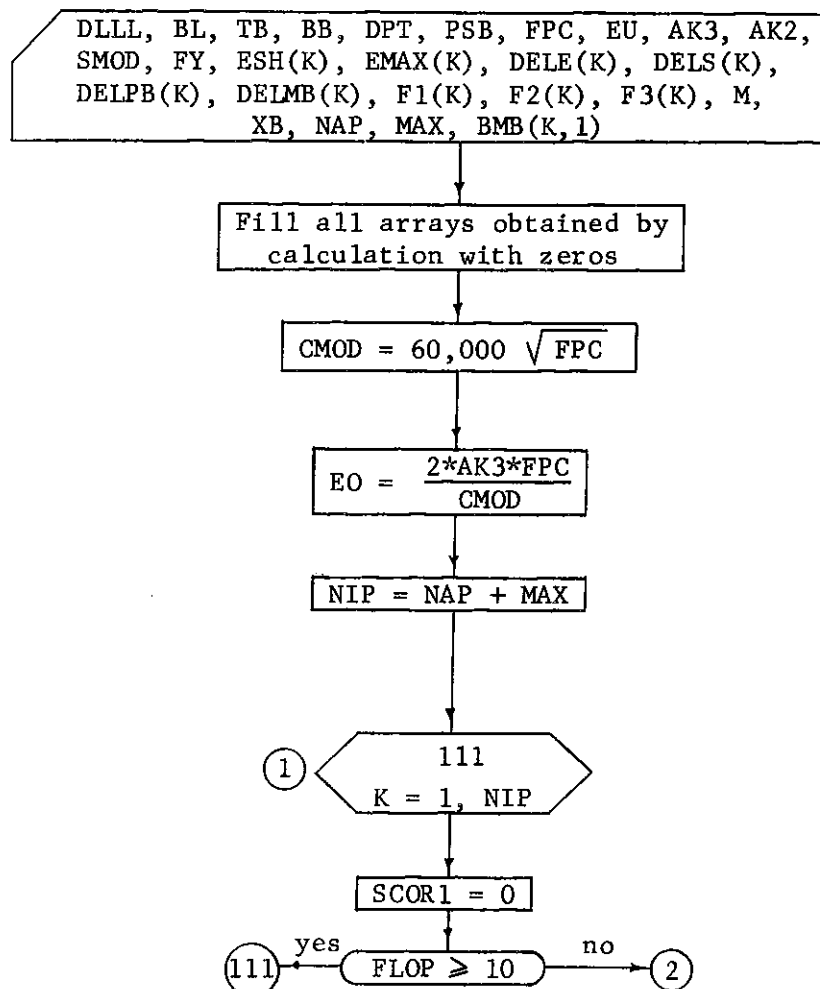 DLLL, BL, TB, BB, DPT, PSB, FPC, EU, AK3, AK2,
SMOD, FY, ESH(K), EMAX(K), DELE(K), DELS(K),
DELPB(K), DELMB(K), F1(K), F2(K), F3(K), M,
XB, NAP, MAX, BMB(K,1)
Fill all arrays obtained by
calculation with zeros
CMOD = 60,000 √FPC
EO = 2*AK3*FPC
CMOD
NIP = NAP + MAX
1
111
K = 1, NIP
SCOR1 = 0
111 yes FLOP ⩾ 10 no 2